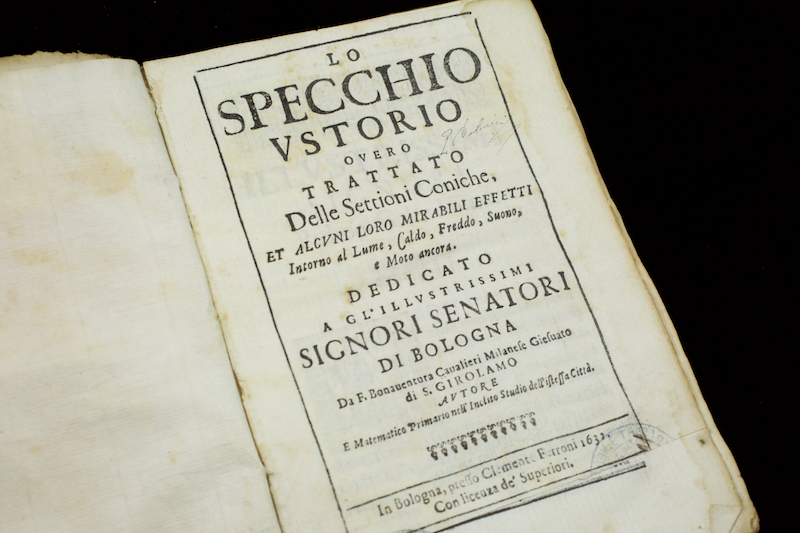 LO
SPECCHIO
VSTORIO
OVERO
TRATTATO
Delle Settioni Coniche,
ET ALCVNI LORO MIRABILI EFFETTI
Intorno al Lume, Caldo, Freddo, Suono,
e Moto ancora.
DEDICATO
A GL'ILLVSTRISSIMI
SIGNORI SENATORI
DI BOLOGNA
Da F. Bonauentura Caualieri Milanese Giesuato
di S. GIROLAMO
AVTORE
E Matematico Primario nell'Inclito Studio dell'istessa Città.
In Bologna, presso Clemente Ferroni 1632.
Con licenza de' Superiori.